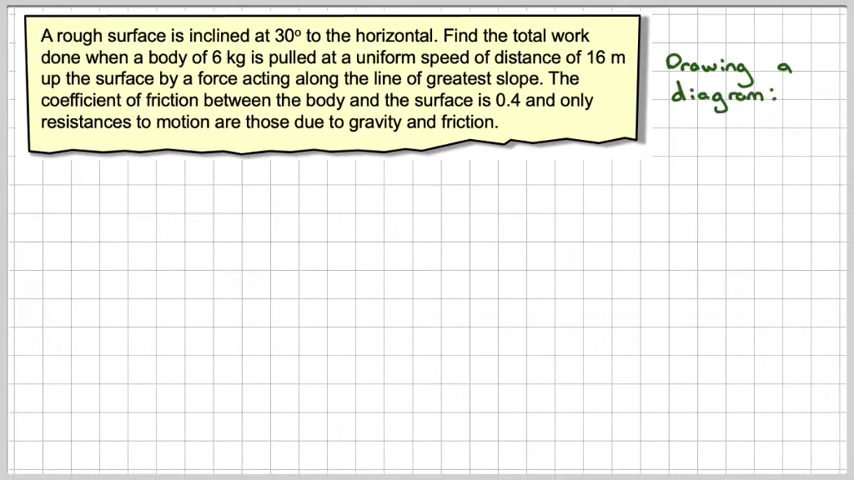 A rough surface is inclined at 30º to the horizontal. Find the total work
done when a body of 6 kg is pulled at a uniform speed of distance of 16 m
up the surface by a force acting along the line of greatest slope. The
coefficient of friction between the body and the surface is 0.4 and only
resistances to motion are those due to gravity and friction.
Drawing a
diagram: